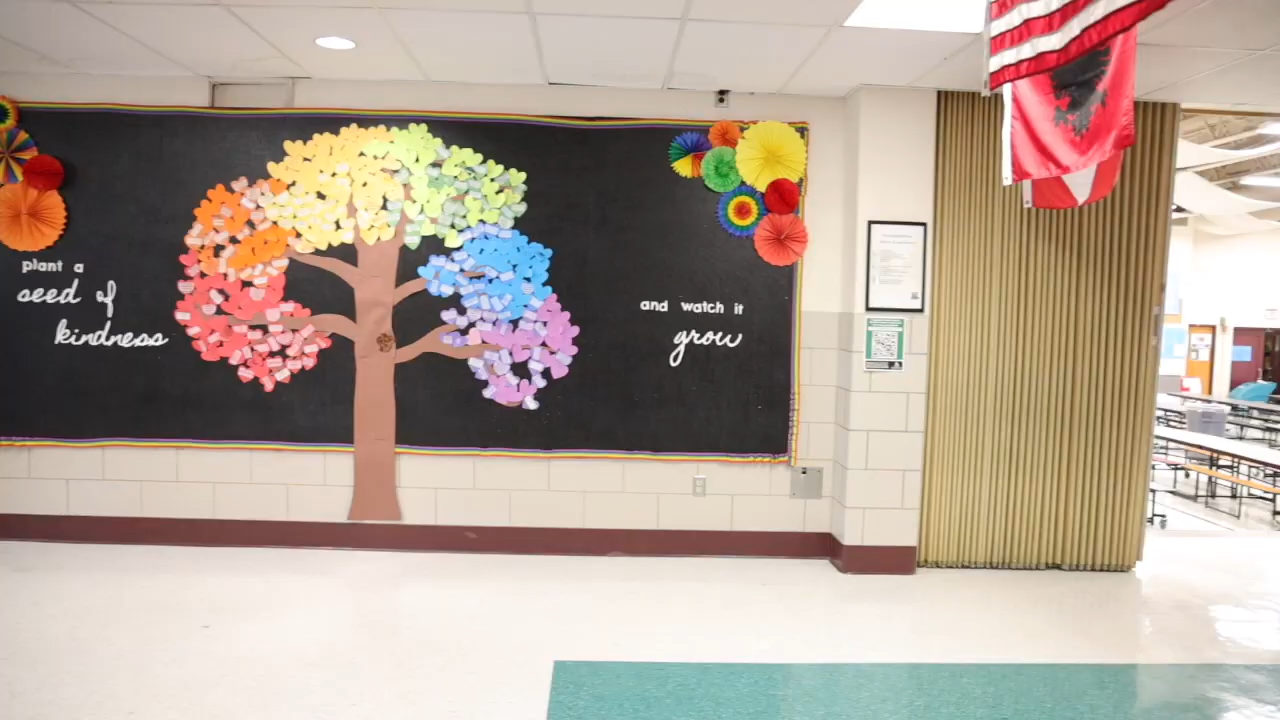 plant a
seed of
kindness
and watch it
grow